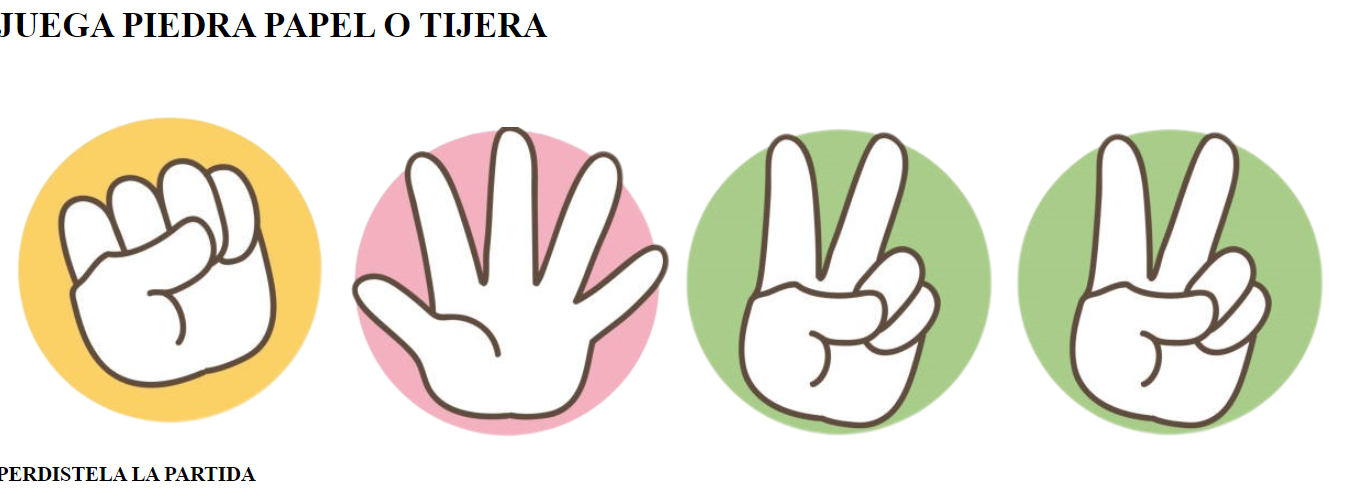 JUEGA PIEDRA PAPEL O TIJERA
PERDISTELA LA PARTIDA